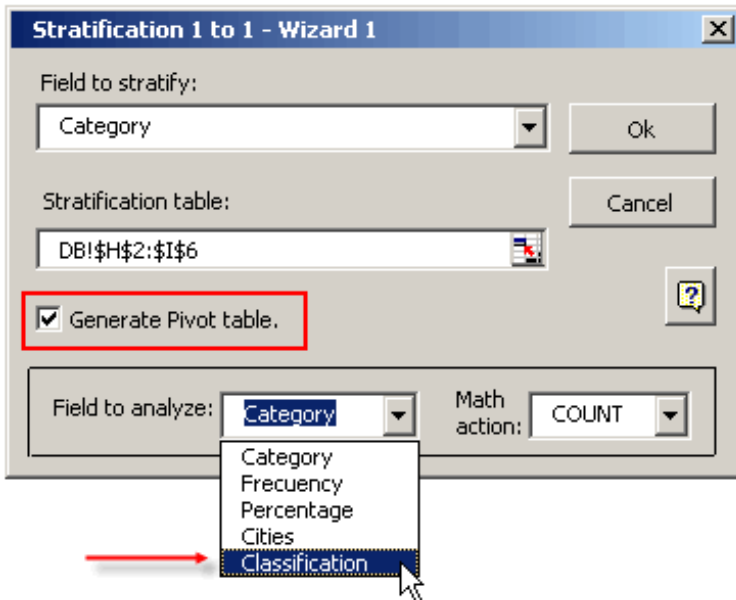 Stratification 1 to 1 - Wizard 1
Field to stratify:
Category
Ok
Stratification table:
Cancel
DB!$H$2:$I$6
?
Generate Pivot table.
Field to analyze:
Category
Math
action:
COUNT
Category
Frecuency
Percentage
Cities
Classification